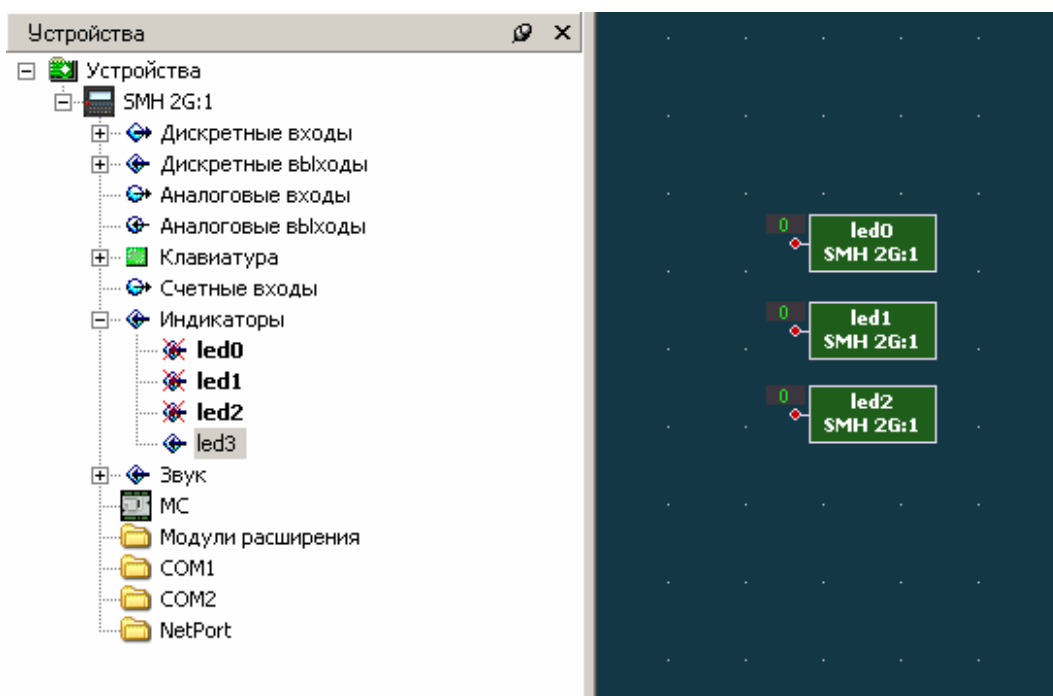 Устройства
Устройства
SMH 2G:1
Дискретные входы
Дискретные вЫходы
Аналоговые входы
Аналоговые вЫходы
Клавиатура
Счетные входы
Индикаторы
led0
led1
led2
led3
Звук
MC
Модули расширения
COM1
COM2
NetPort
0
led0
SMH 2G:1
0
led1
SMH 2G:1
0
led2
SMH 2G:1